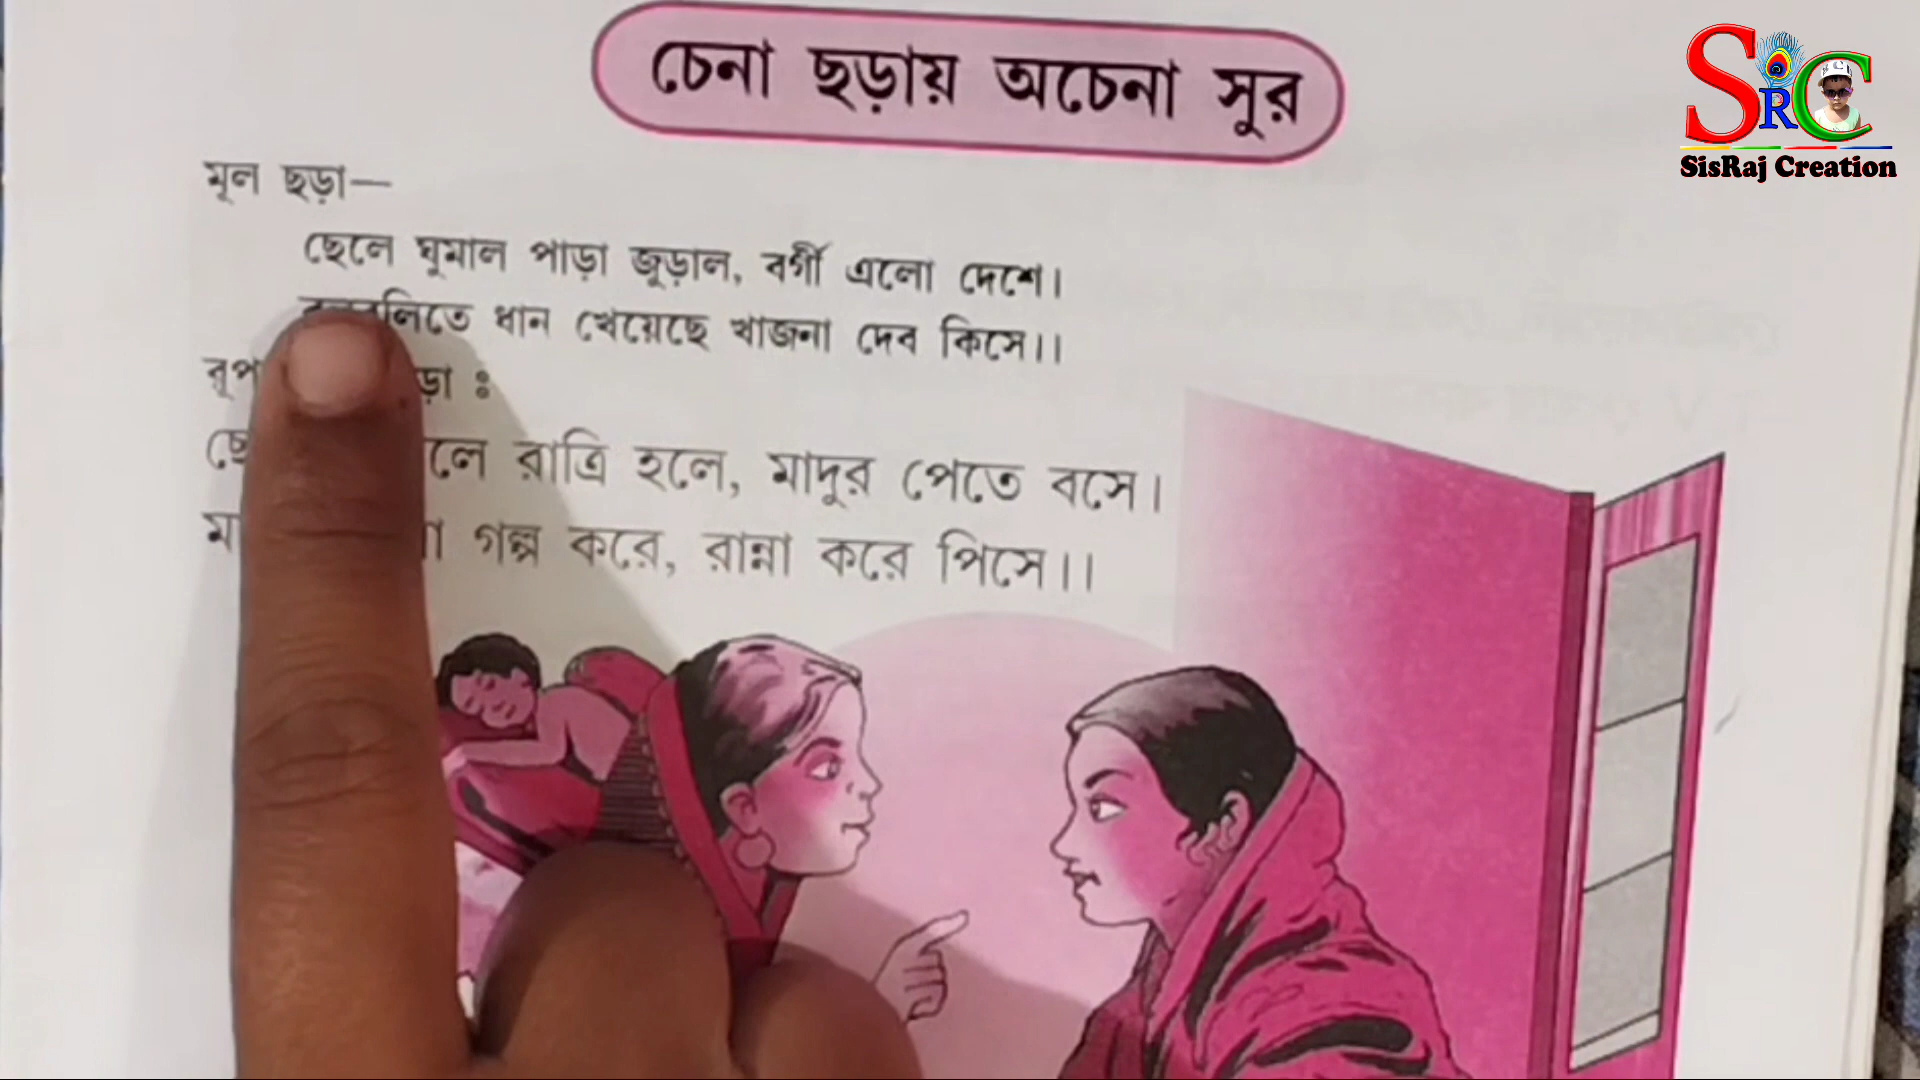 চেনা ছড়ায় অচেনা সুর
মূল ছড়া—
ছেলে ঘুমাল পাড়া জুড়াল, বর্গী এলো দেশে।
ধান খেয়েছে খাজনা দেব কিসে।।
রাত্রি হলে, মাদুর পেতে বসে।
গল্প করে, রান্না করে পিসে।।
SRC
SisRaj Creation